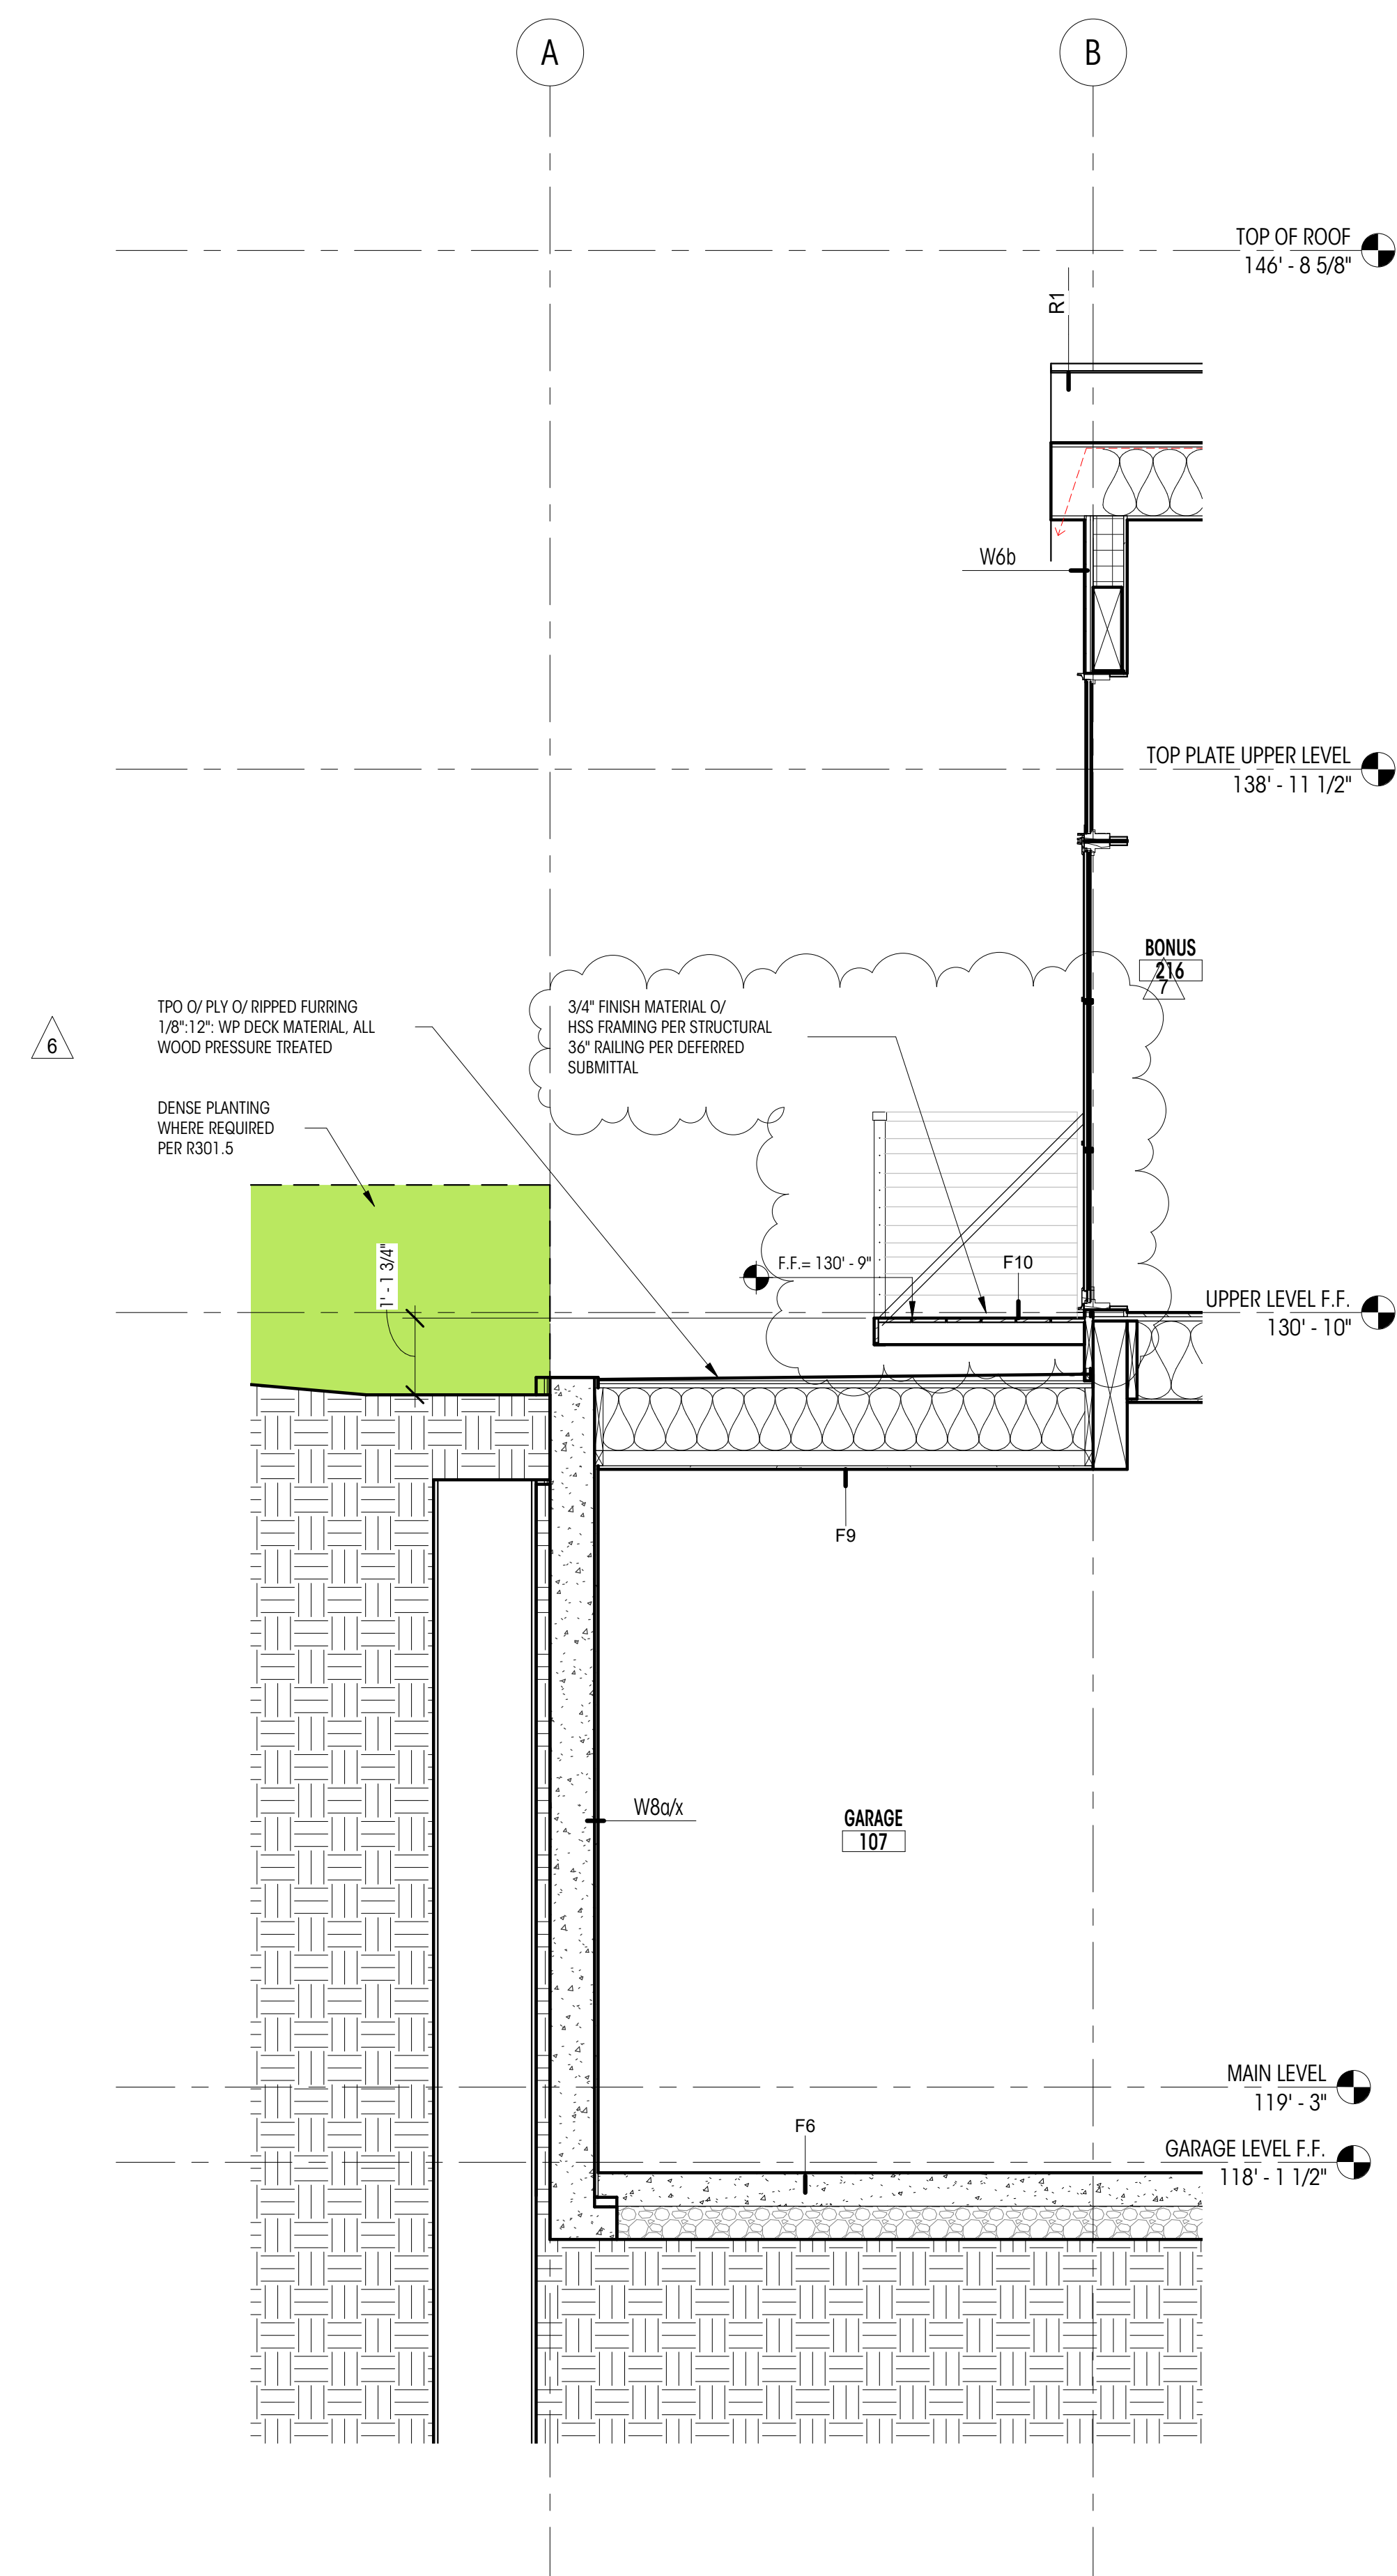 A
B
TOP OF ROOF
146' - 8 5/8"
R1
W6b
TOP PLATE UPPER LEVEL
138' - 11 1/2"
BONUS
216
7
6
TPO O/ PLY O/ RIPPED FURRING
1/8":12": WP DECK MATERIAL, ALL
WOOD PRESSURE TREATED
3/4" FINISH MATERIAL O/
HSS FRAMING PER STRUCTURAL
36" RAILING PER DEFERRED
SUBMITTAL
DENSE PLANTING
WHERE REQUIRED
PER R301.5
1' - 1 3/4"
F.F.= 130' - 9"
F10
UPPER LEVEL F.F.
130' - 10"
F9
W8a/x
GARAGE
107
MAIN LEVEL
119' - 3"
F6
GARAGE LEVEL F.F.
118' - 1 1/2"